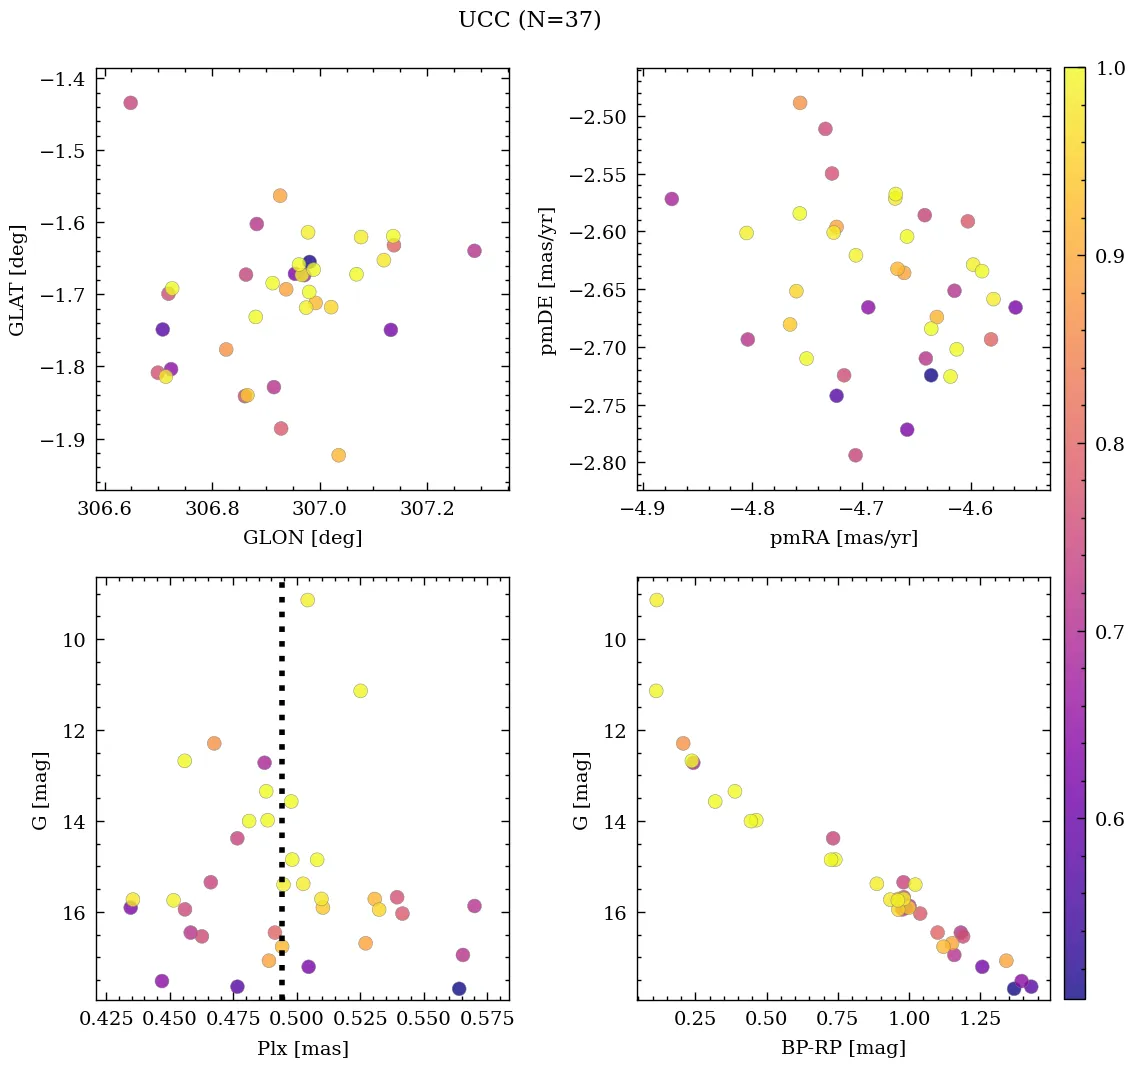 UCC (N=37)
−1.4
−1.5
−1.6
−1.7
−1.8
−1.9
GLAT [deg]
306.6 306.8 307.0 307.2
GLON [deg]
−2.50
−2.55
−2.60
−2.65
−2.70
−2.75
−2.80
pmDE [mas/yr]
−4.9 −4.8 −4.7 −4.6
pmRA [mas/yr]
1.0
0.9
0.8
0.7
0.6
10
12
14
16
G [mag]
0.425 0.450 0.475 0.500 0.525 0.550 0.575
Plx [mas]
10
12
14
16
G [mag]
0.25 0.50 0.75 1.00 1.25
BP-RP [mag]